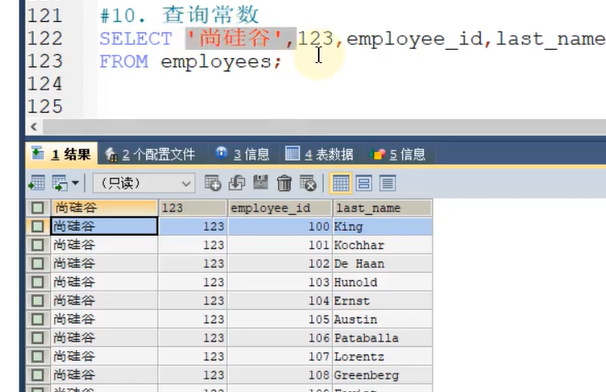 121 #10. 查询常数
122 SELECT '尚硅谷',123,employee_id,last_name
123 FROM employees;
124
125
1 结果 2 个配置文件 3 信息 4 表数据 5 信息
(只读)
尚硅谷 123 employee_id last_name
尚硅谷 123 100 King
尚硅谷 123 101 Kochhar
尚硅谷 123 102 De Haan
尚硅谷 123 103 Hunold
尚硅谷 123 104 Ernst
尚硅谷 123 105 Austin
尚硅谷 123 106 Pataballa
尚硅谷 123 107 Lorentz
尚硅谷 123 108 Greenberg